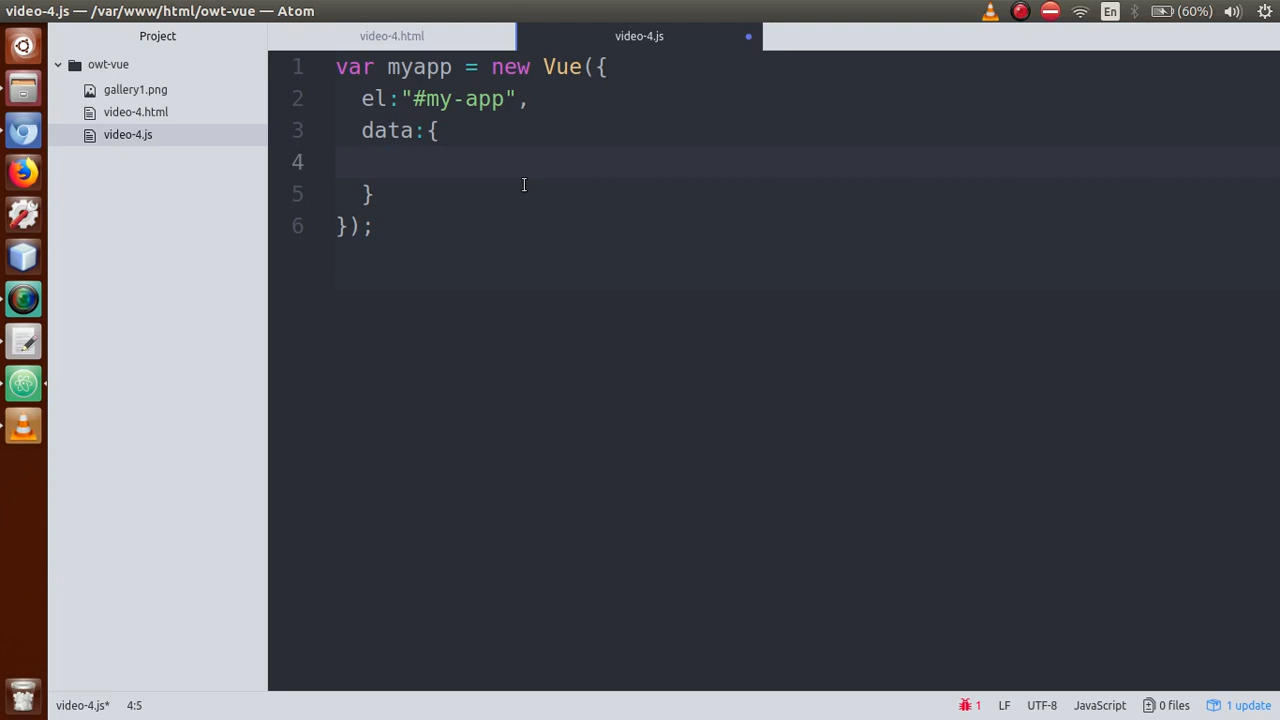 video-4.js — /var/www/html/owt-vue — Atom
En
(60%)
Project
video-4.html
video-4.js
owt-vue
gallery1.png
video-4.html
video-4.js
1 var myapp = new Vue({
2 el:"#my-app",
3 data:{
4
5 }
6 });
video-4.js* 4:5
1 LF UTF-8 JavaScript 0 files 1 update